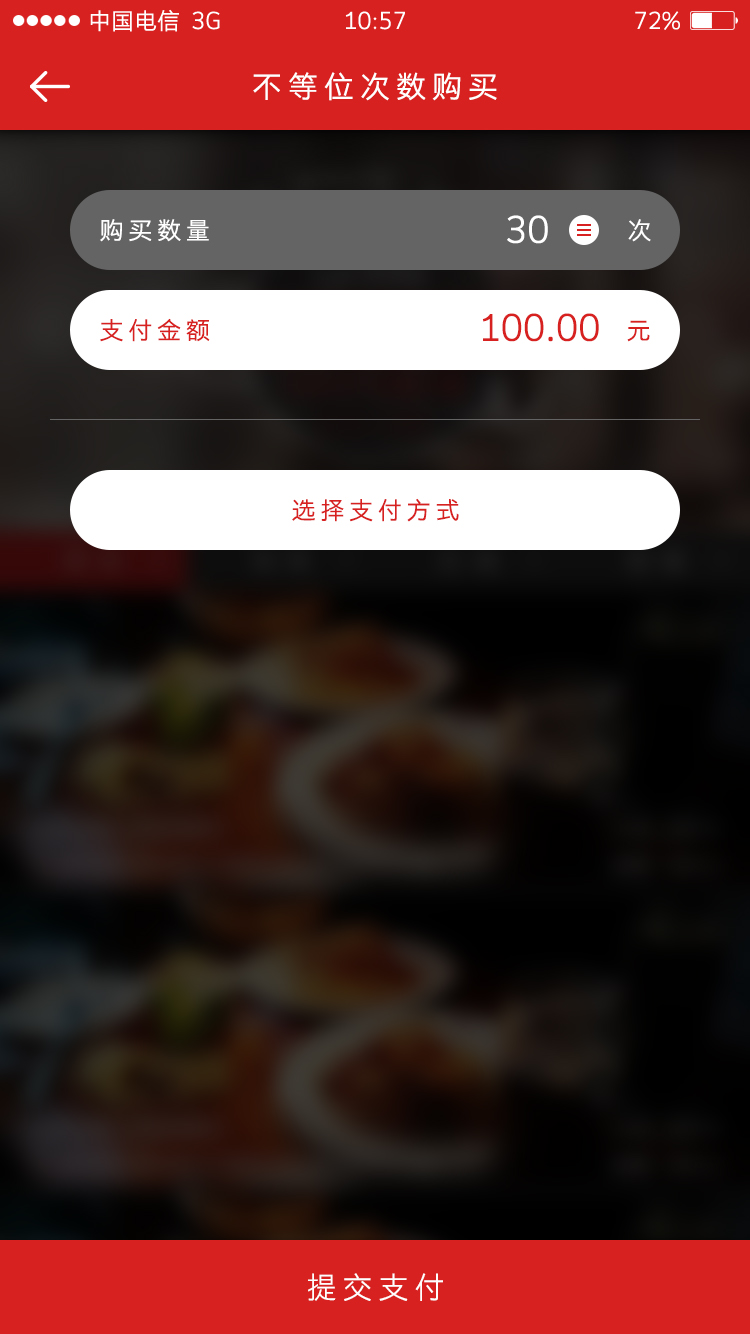 中国电信 3G 10:57 72%
不等位次数购买
购买数量 30 次
支付金额 100.00 元
选择支付方式
提交支付